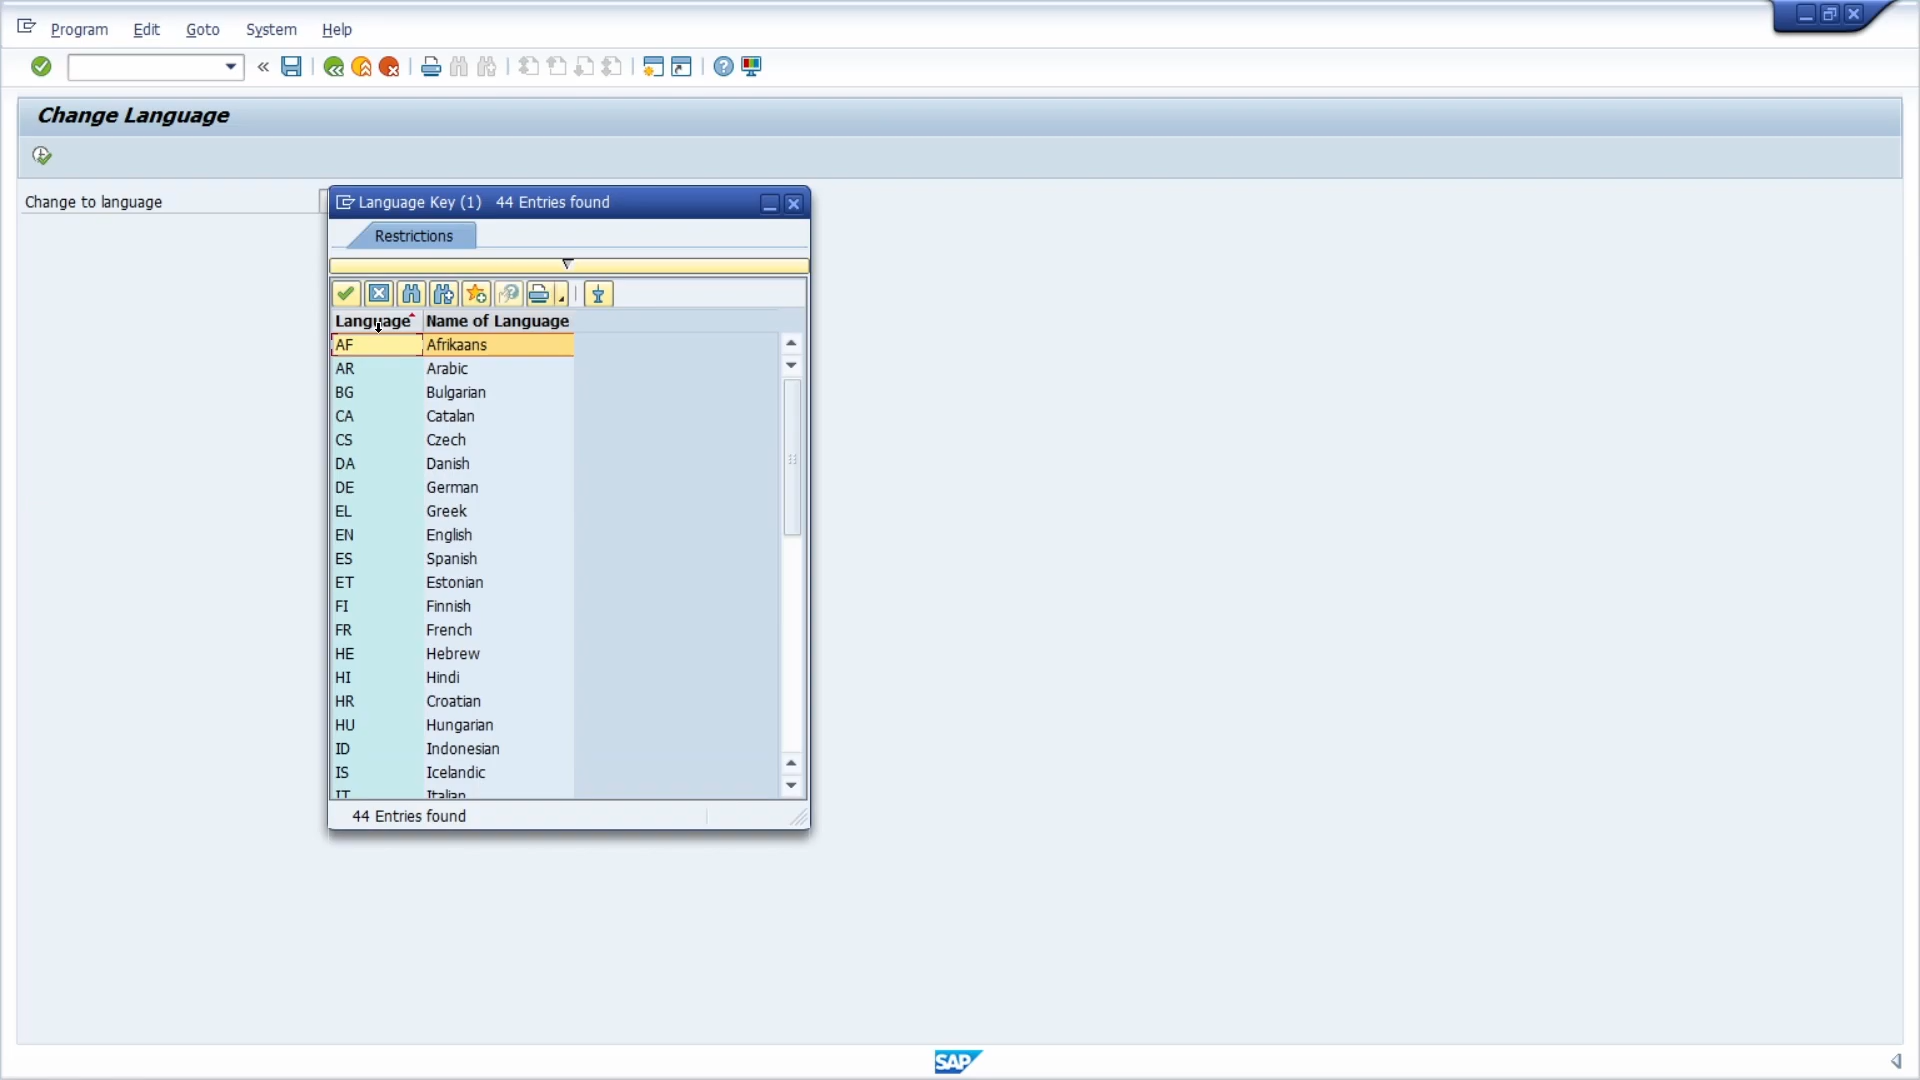 Program Edit Goto System Help
Change Language
Change to language
Language Key (1) 44 Entries found
Restrictions
Language Name of Language
AF Afrikaans
AR Arabic
BG Bulgarian
CA Catalan
CS Czech
DA Danish
DE German
EL Greek
EN English
ES Spanish
ET Estonian
FI Finnish
FR French
HE Hebrew
HI Hindi
HR Croatian
HU Hungarian
ID Indonesian
IS Icelandic
IT Italian
44 Entries found
SAP